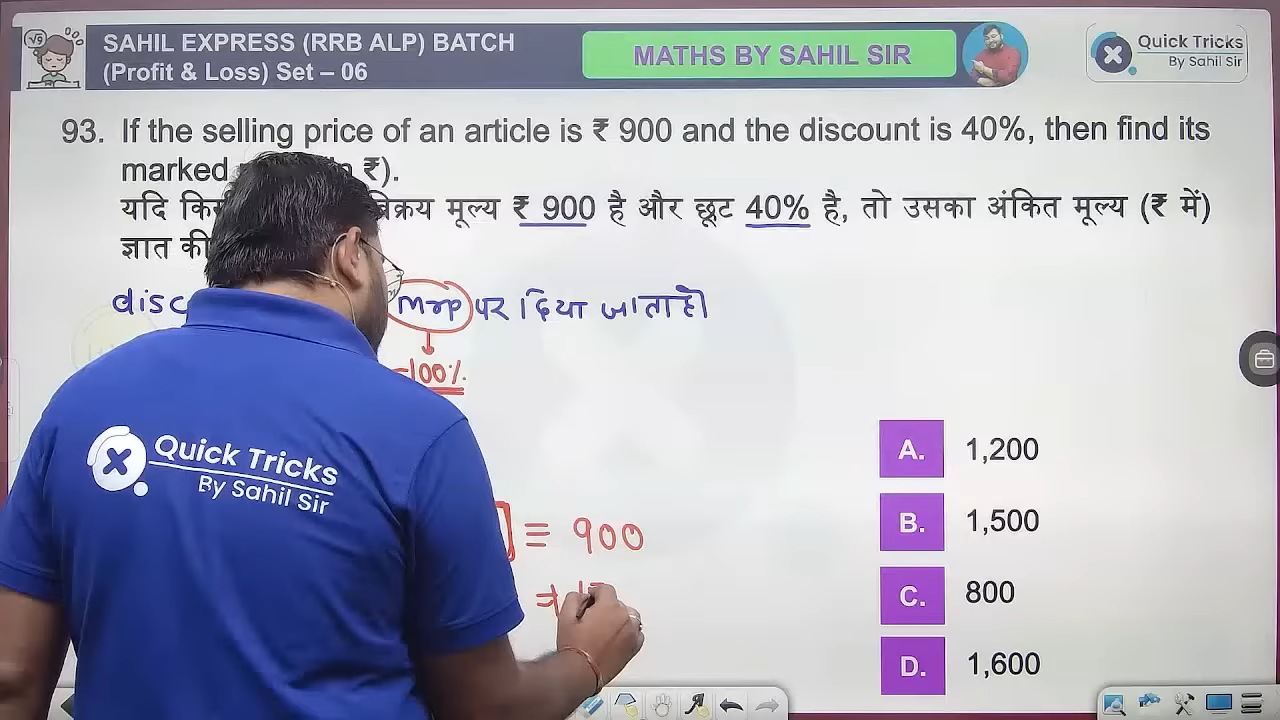 SAHIL EXPRESS (RRB ALP) BATCH
(Profit & Loss) Set – 06
MATHS BY SAHIL SIR
Quick Tricks
By Sahil Sir
93. If the selling price of an article is ₹ 900 and the discount is 40%, then find its
marked ₹).
यदि विक्रय मूल्य ₹ 900 है और छूट 40% है, तो उसका अंकित मूल्य (₹ में)
ज्ञात
disc Mrp पर दिया जाता है।
100%
= 900
A. 1,200
B. 1,500
C. 800
D. 1,600
Quick Tricks
By Sahil Sir